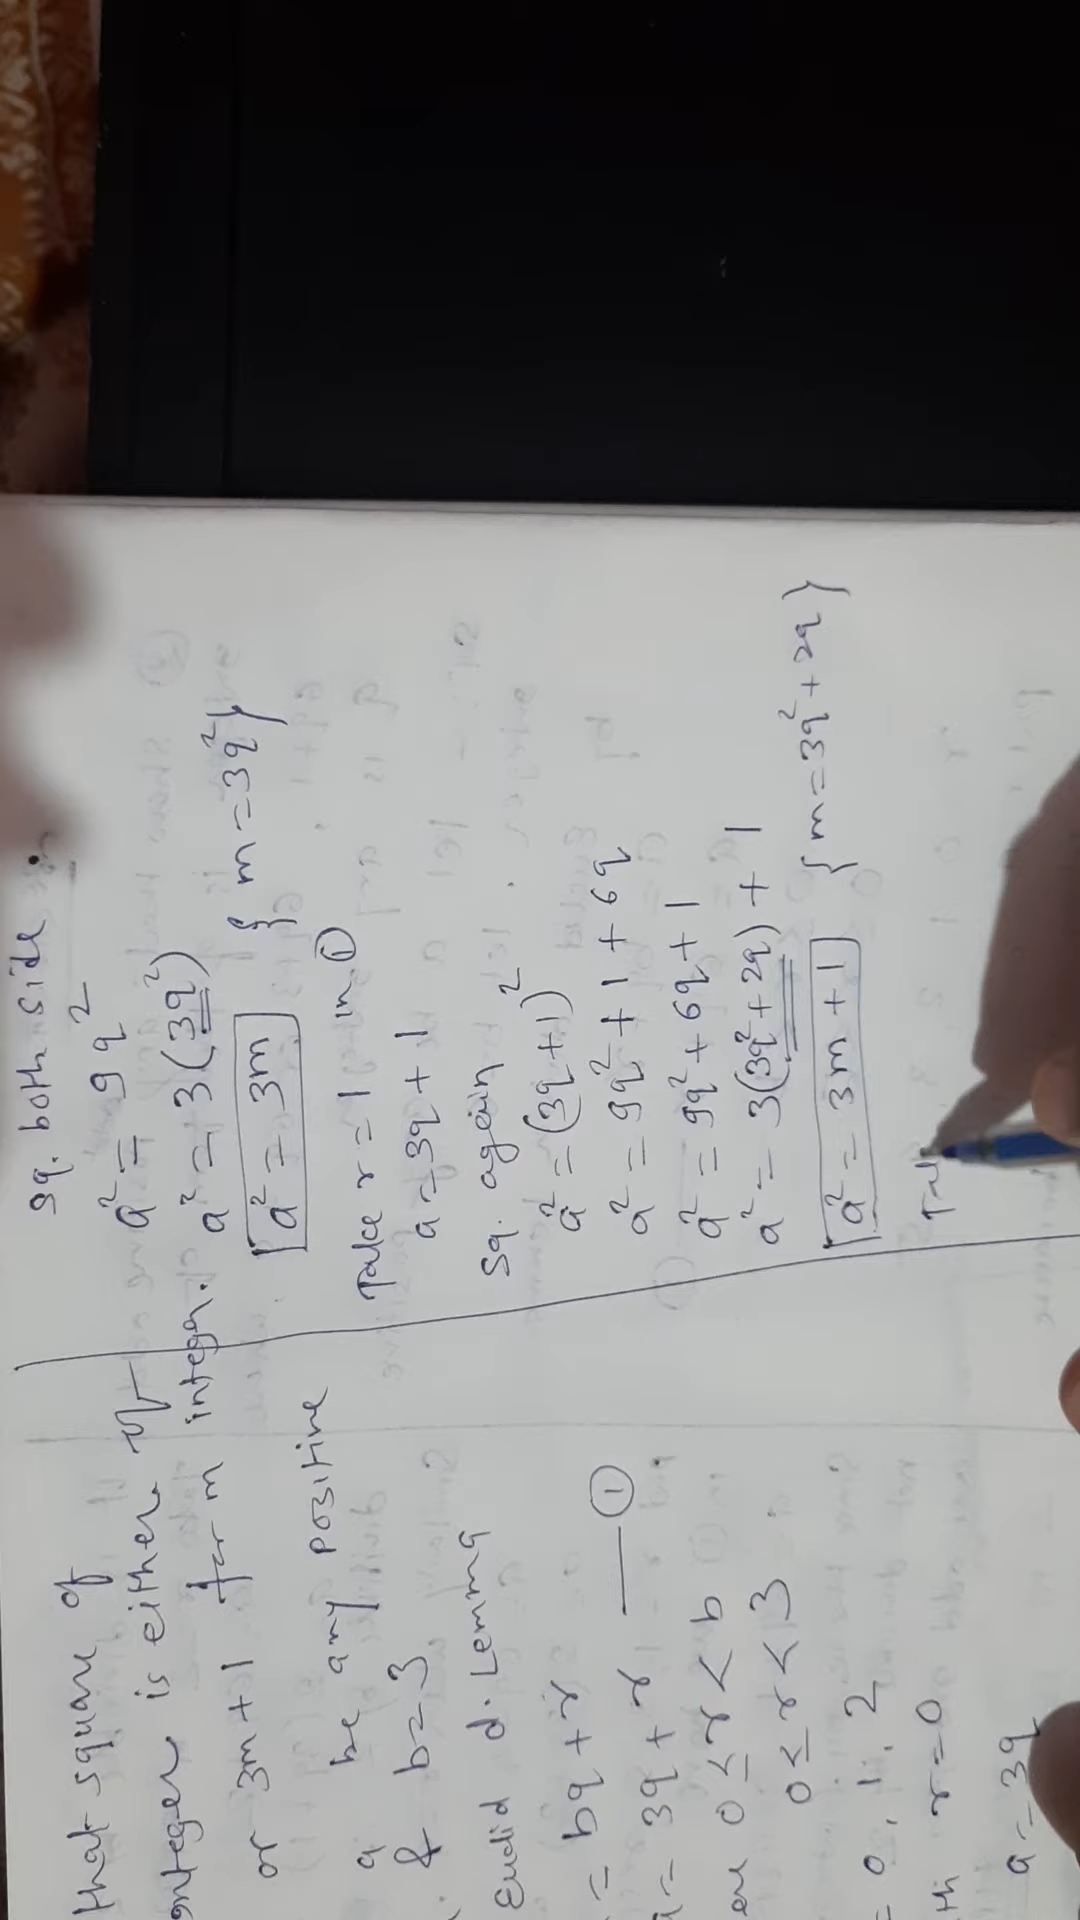 that square of
is either of
or 3m+1 for m integer.
a be any positive
& b=3
Euclid d. Lemma
= bq + r
= 3q + r —— ①
0 ≤ r < b
0 ≤ r < 3
= 0, 1, 2
r=0
a = 3q
Sq. both side
a² = 9q²
a² = 3(3q²)
a² = 3m { m = 3q² }
Take r = 1 in ①
a = 3q + 1
Sq. again
a² = (3q + 1)²
a² = 9q² + 1 + 6q
a² = 9q² + 6q + 1
a² = 3(3q² + 2q) + 1
a² = 3m + 1 { m = 3q² + 2q }